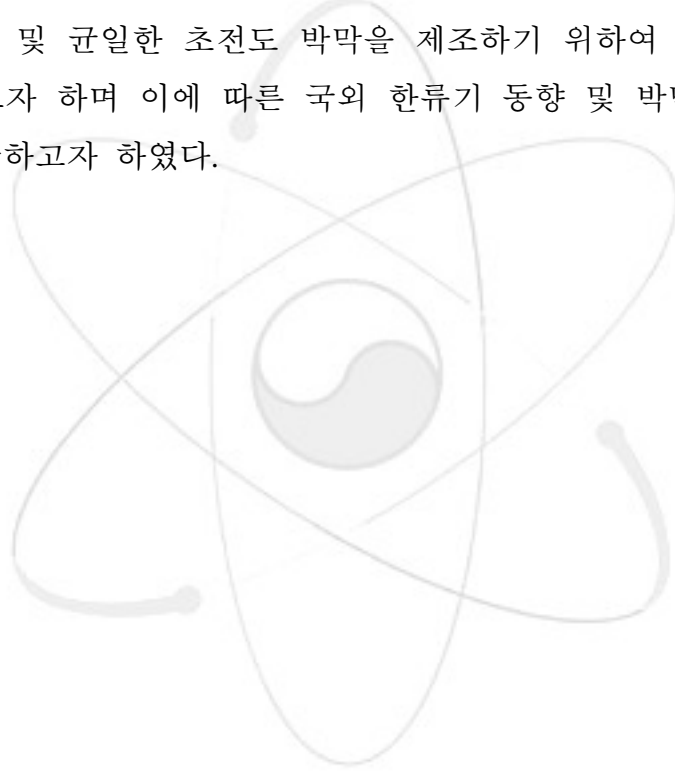 및 균일한 초전도 박막을 제조하기 위하여
자 하며 이에 따른 국외 한류기 동향 및
하고자 하였다.